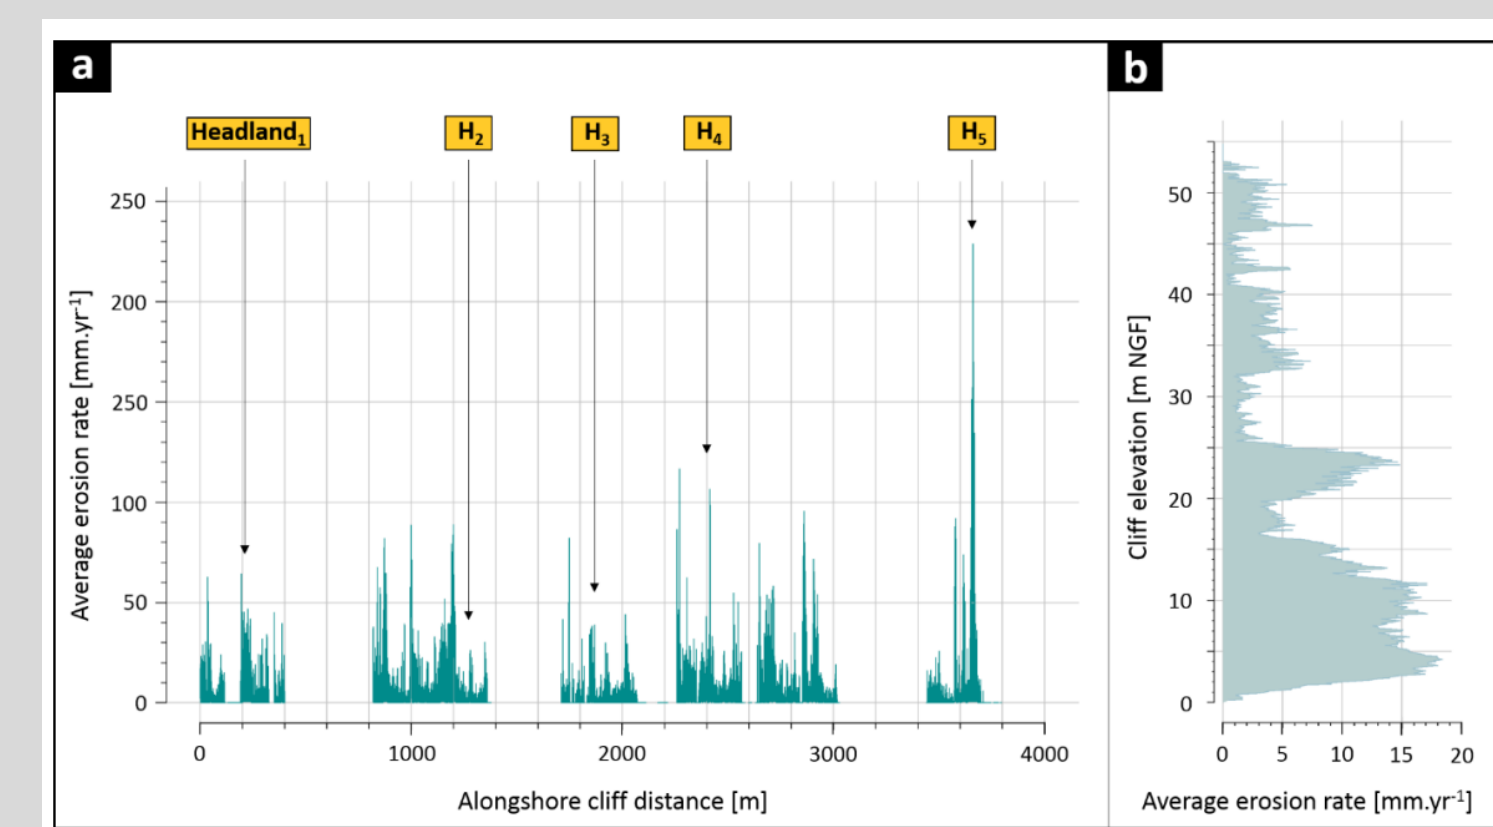 a
b
Headland₁
H₂
H₃
H₄
H₅
250
200
250
100
50
0
Average erosion rate [mm.yr⁻¹]
0 1000 2000 3000 4000
Alongshore cliff distance [m]
50
40
30
20
10
0
Cliff elevation [m NGF]
0 5 10 15 20
Average erosion rate [mm.yr⁻¹]